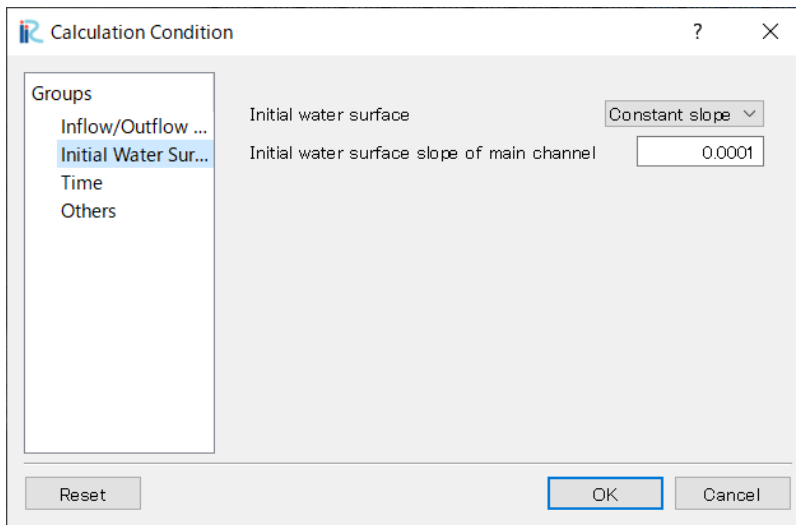 iRIC Calculation Condition ? ×
Groups
Inflow/Outflow ...
Initial Water Sur...
Time
Others
Initial water surface Constant slope
Initial water surface slope of main channel 0.0001
Reset OK Cancel